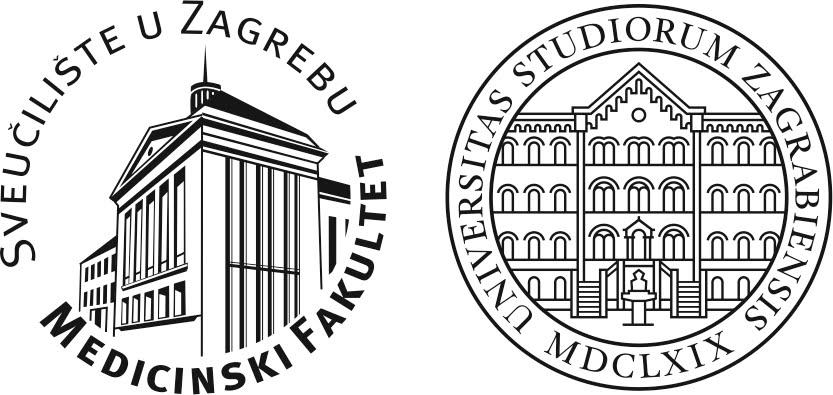 SVEUČILIŠTE U ZAGREBU
MEDICINSKI FAKULTET
UNIVERSITAS STUDIORUM ZAGRABIENSIS
MDCLXIX